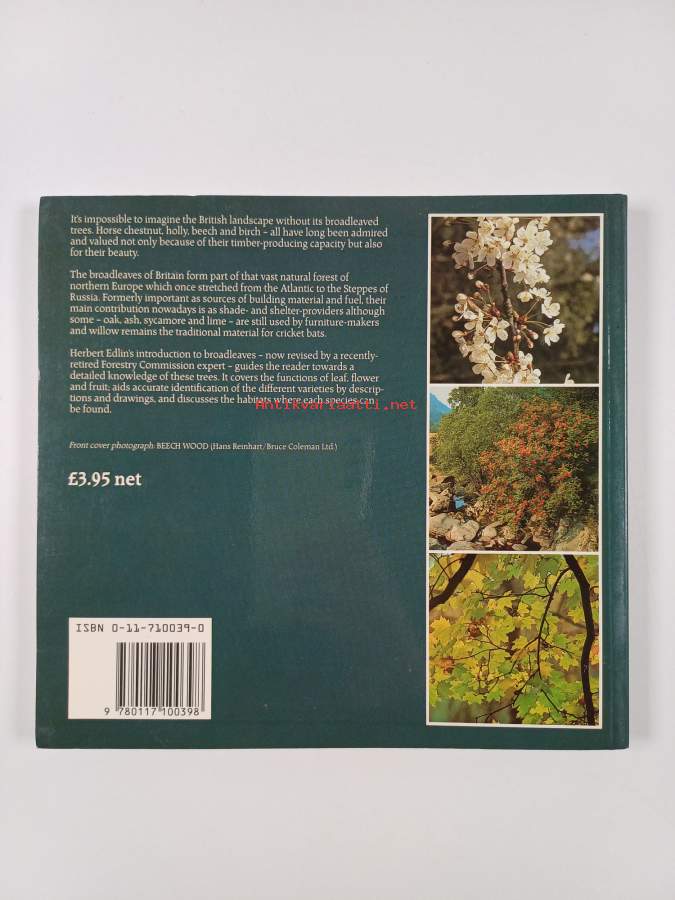 It's impossible to imagine the British landscape without its broadleaved
trees. Horse chestnut, holly, beech and birch – all have long been admired
and valued not only because of their timber-producing capacity but also
for their beauty.
The broadleaves of Britain form part of that vast natural forest of
northern Europe which once stretched from the Atlantic to the Steppes of
Russia. Formerly important as sources of building material and fuel, their
main contribution nowadays is as shade- and shelter-providers although
some – oak, ash, sycamore and lime – are still used by furniture-makers
and willow remains the traditional material for cricket bats.
Herbert Edlin's introduction to broadleaves – now revised by a recently-
retired Forestry Commission expert – guides the reader towards a
detailed knowledge of these trees. It covers the functions of leaf, flower
and fruit; aids accurate identification of the different varieties by descrip-
tions and drawings, and discusses the habitats where each species can
be found.
Antikvariaatti.net
Front cover photograph: BEECH WOOD (Hans Reinhart/Bruce Coleman Ltd.)
£3.95 net
ISBN 0-11-710039-0
9 780117 100398